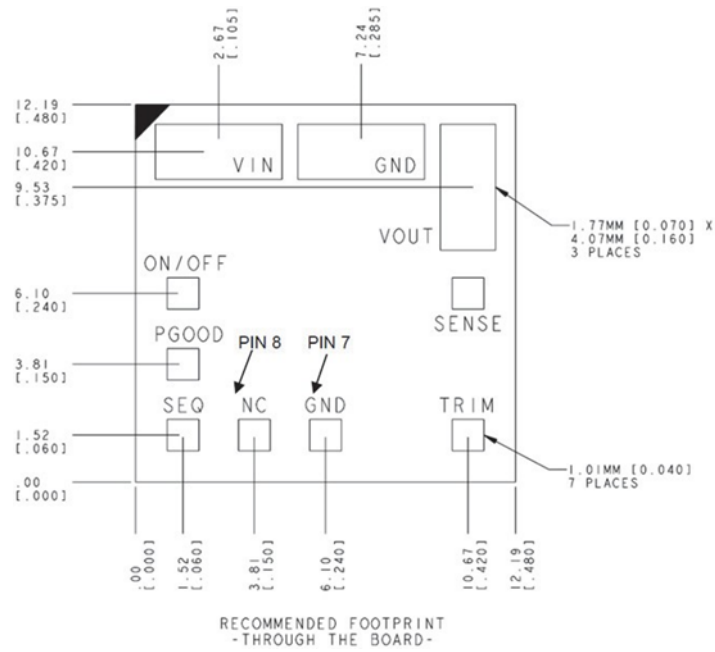 2.67
[.105]
7.24
[.285]
12.19
[.480]
10.67
[.420]
VIN
GND
9.53
[.375]
1.77MM [0.070] X
4.07MM [0.160]
3 PLACES
VOUT
ON/OFF
6.10
[.240]
SENSE
PGOOD
PIN 8
PIN 7
3.81
[.150]
SEQ
NC
GND
TRIM
1.52
[.060]
1.01MM [0.040]
7 PLACES
.00
[.000]
.00
[.000]
1.52
[.060]
3.81
[.150]
6.10
[.240]
10.67
[.420]
12.19
[.480]
RECOMMENDED FOOTPRINT
-THROUGH THE BOARD-